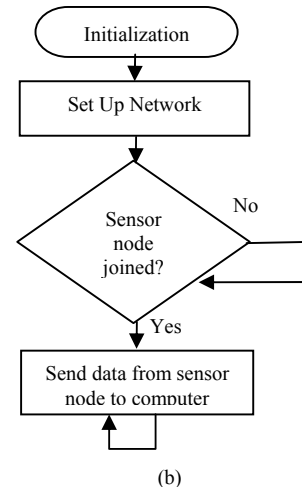 Initialization
Set Up Network
Sensor
node
joined?
No
Yes
Send data from sensor
node to computer
(b)